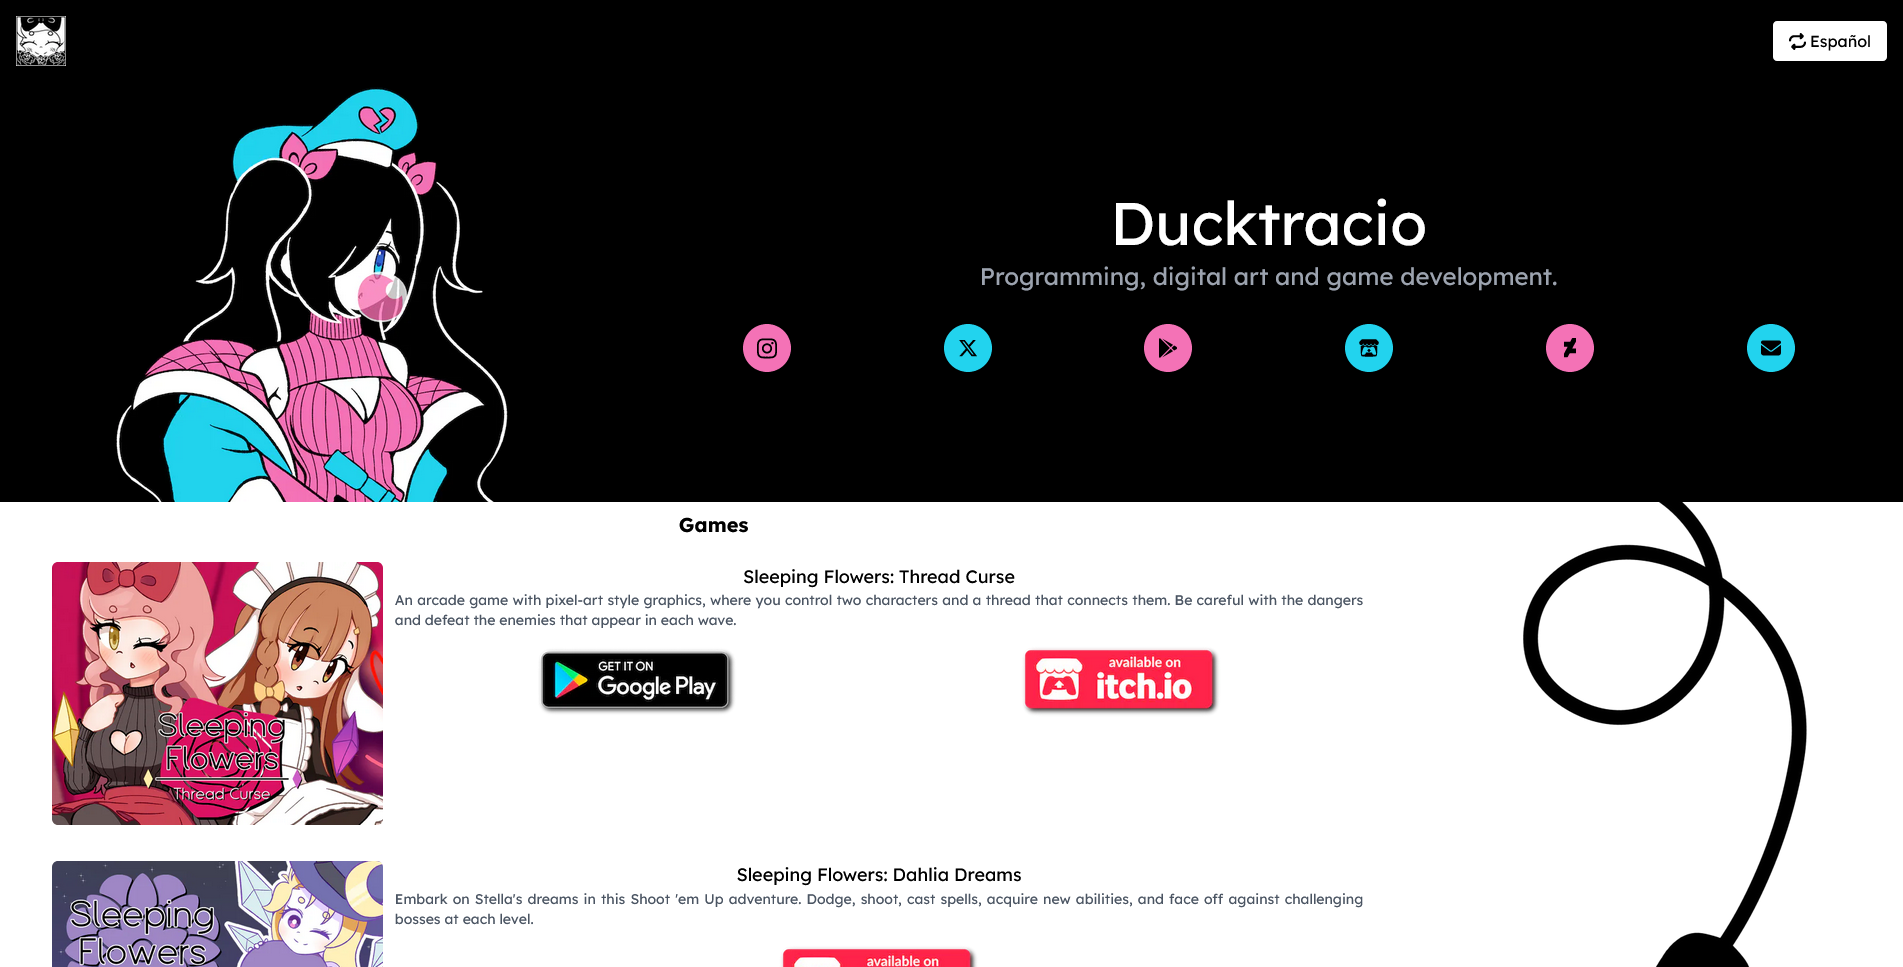 Español
Ducktracio
Programming, digital art and game development.
Games
Sleeping
Flowers
Thread Curse
Sleeping Flowers: Thread Curse
An arcade game with pixel-art style graphics, where you control two characters and a thread that connects them. Be careful with the dangers
and defeat the enemies that appear in each wave.
GET IT ON
Google Play
available on
itch.io
Sleeping
Flowers
Sleeping Flowers: Dahlia Dreams
Embark on Stella's dreams in this Shoot 'em Up adventure. Dodge, shoot, cast spells, acquire new abilities, and face off against challenging
bosses at each level.
available on